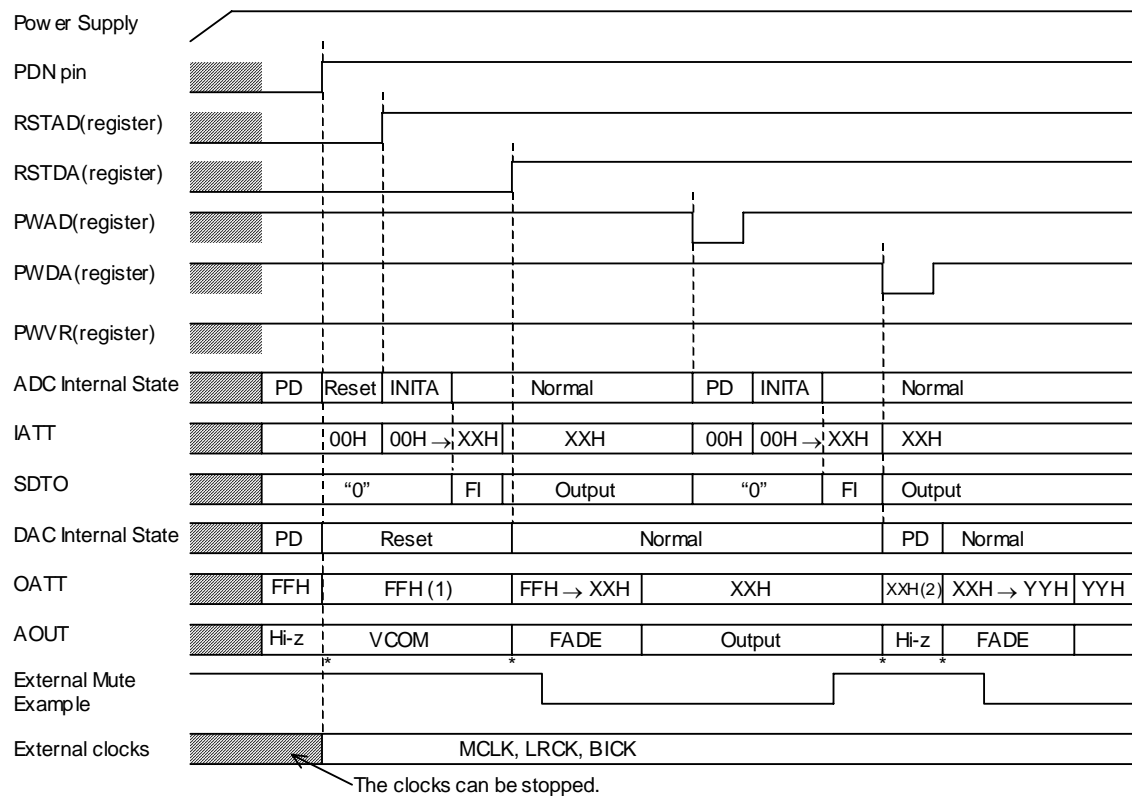 Power Supply
PDN pin
RSTAD(register)
RSTDA(register)
PWAD(register)
PWDA(register)
PWVR(register)
ADC Internal State PD Reset INITA Normal PD INITA Normal
IATT 00H 00H → XXH XXH 00H 00H → XXH XXH
SDTO “0” FI Output “0” FI Output
DAC Internal State PD Reset Normal PD Normal
OATT FFH FFH (1) FFH → XXH XXH XXH(2) XXH → YYH YYH
AOUT Hi-z VCOM FADE Output Hi-z FADE
* * * *
External Mute
Example
External clocks MCLK, LRCK, BICK
The clocks can be stopped.